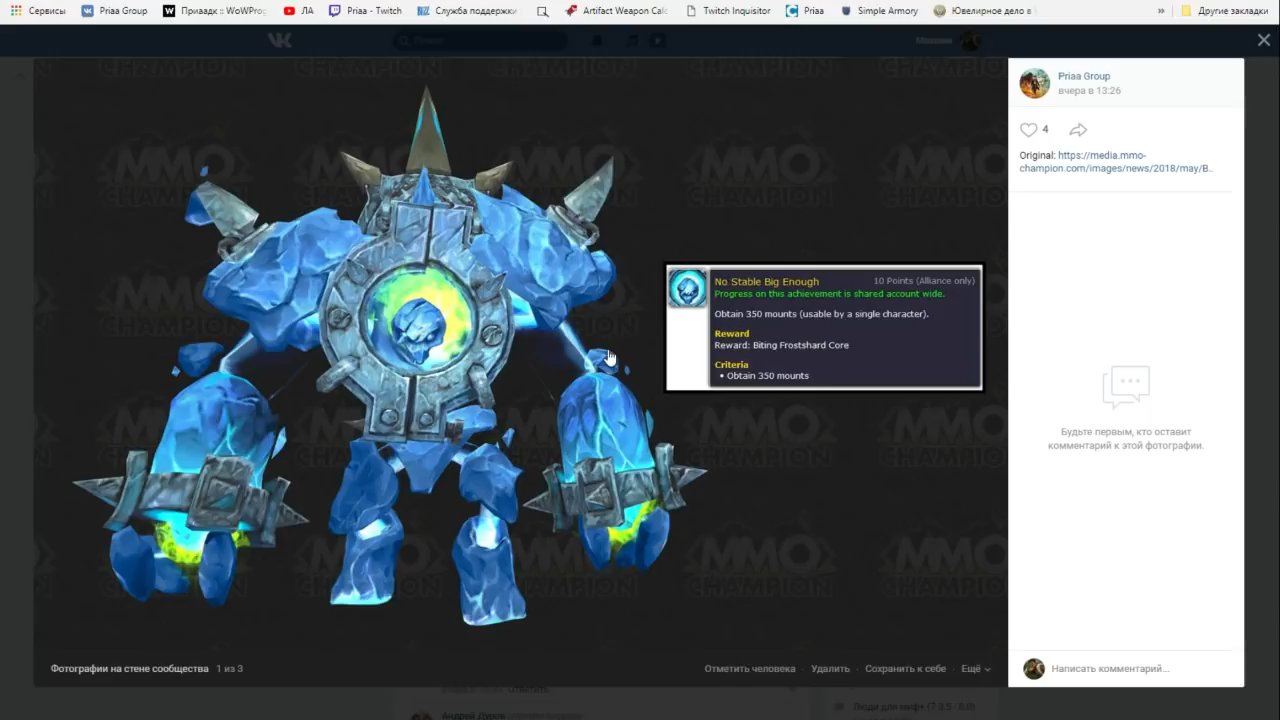 Сервисы
Priaa Group
Привадк :: WoWProg
ЛА
Priaa - Twitch
Служба поддержки
Artifact Weapon Calc
Twitch Inquisitor
Priaa
Simple Armory
Ювелирное дело в
»
Другие закладки
MMO CHAMPION
Priaa Group
вчера в 13:26
4
Original: https://media.mmo-
champion.com/images/news/2018/may/B..
No Stable Big Enough 10 Points (Alliance only)
Progress on this achievement is shared account wide.
Obtain 350 mounts (usable by a single character).
Reward
Reward: Biting Frostshard Core
Criteria
• Obtain 350 mounts
Будьте первым, кто оставит
комментарий к этой фотографии.
Фотографии на стене сообщества 1 из 3
Отметить человека · Удалить · Сохранить к себе · Ещё
Написать комментарий...
Андрей Дуров